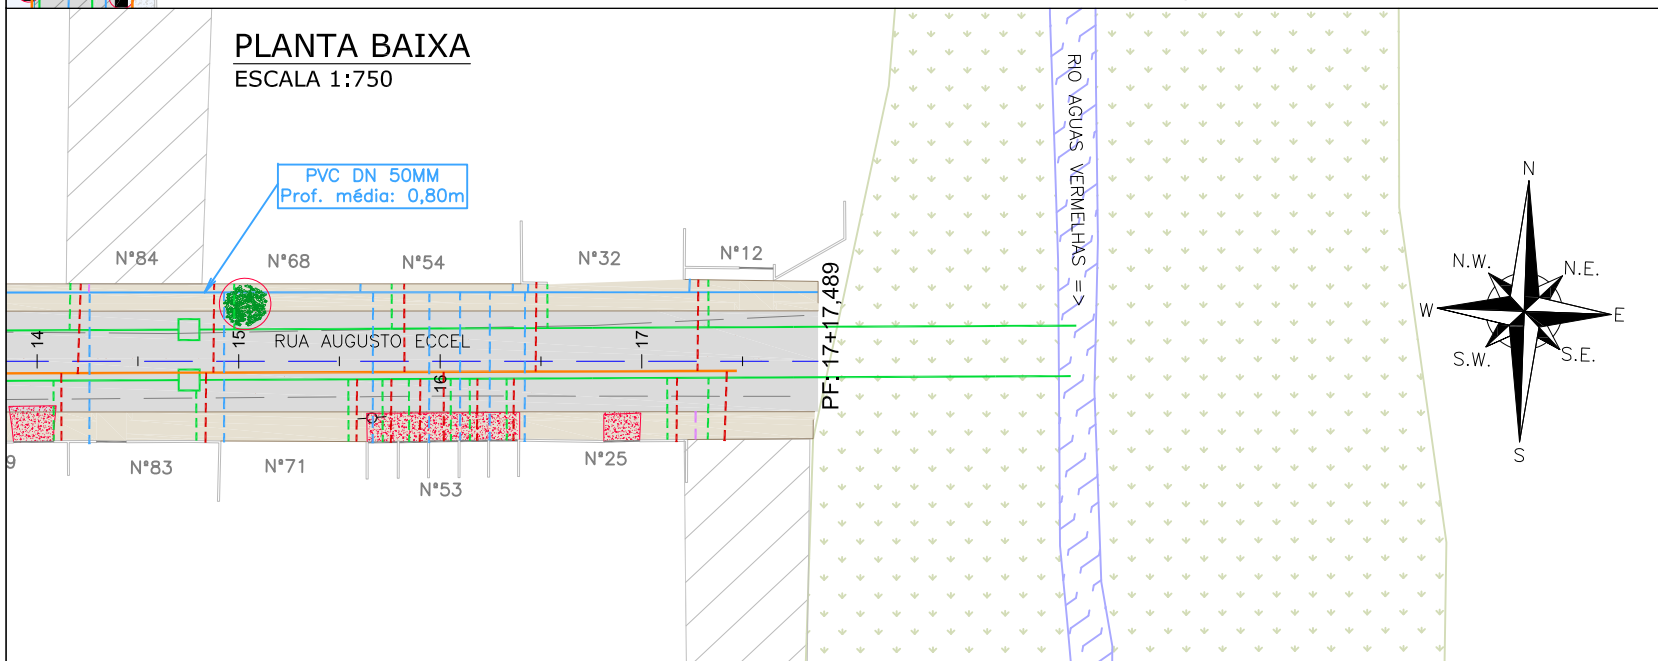 PLANTA BAIXA
ESCALA 1:750
PVC DN 50MM
Prof. média: 0,80m
N°84
N°68
N°54
N°32
N°12
RIO AGUAS VERMELHAS =>
N
N.W.
N.E.
W
E
S.W.
S.E.
S
14
15
RUA AUGUSTO ECCEL
16
17
PF: 17+17,489
9
N°83
N°71
N°53
N°25